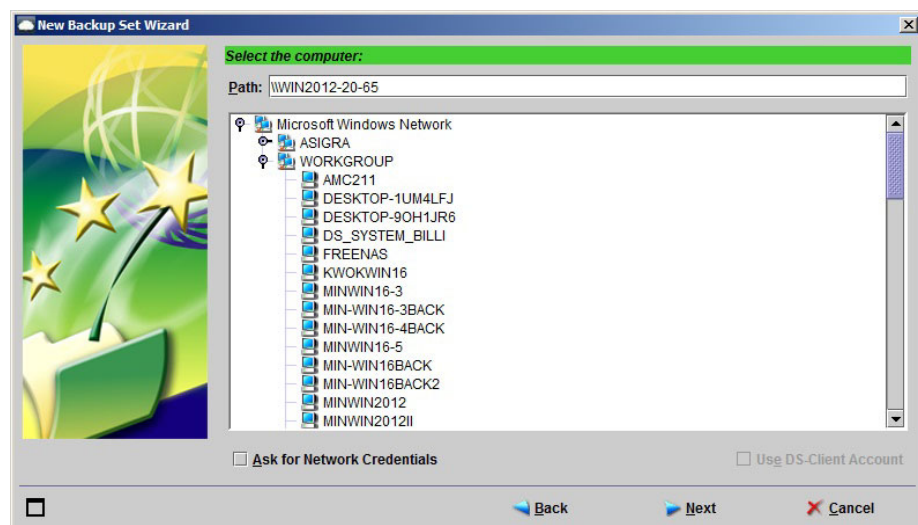 New Backup Set Wizard
Select the computer:
Path: \\WIN2012-20-65
Microsoft Windows Network
ASIGRA
WORKGROUP
AMC211
DESKTOP-1UM4LFJ
DESKTOP-9OH1JR6
DS_SYSTEM_BILLI
FREENAS
KWOKWIN16
MINWIN16-3
MIN-WIN16-3BACK
MIN-WIN16-4BACK
MINWIN16-5
MIN-WIN16BACK
MIN-WIN16BACK2
MINWIN2012
MINWIN2012II
Ask for Network Credentials Use DS-Client Account
Back Next Cancel